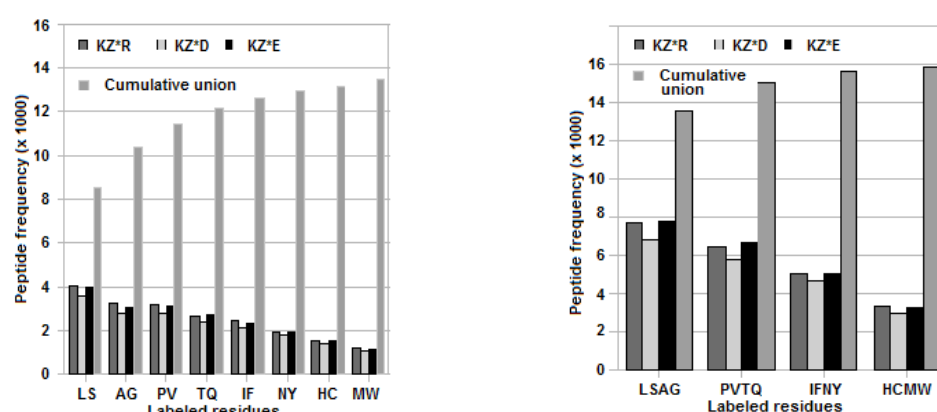 16
KZ*R KZ*D KZ*E
14
Cumulative union
12
10
8
6
4
2
0
Peptide frequency (x 1000)
LS AG PV TQ IF NY HC MW
Labeled residues
KZ*R KZ*D KZ*E
16
Cumulative
union
14
12
10
8
6
4
2
0
Peptide frequency (x 1000)
LSAG PVTQ IFNY HCMW
Labeled residues